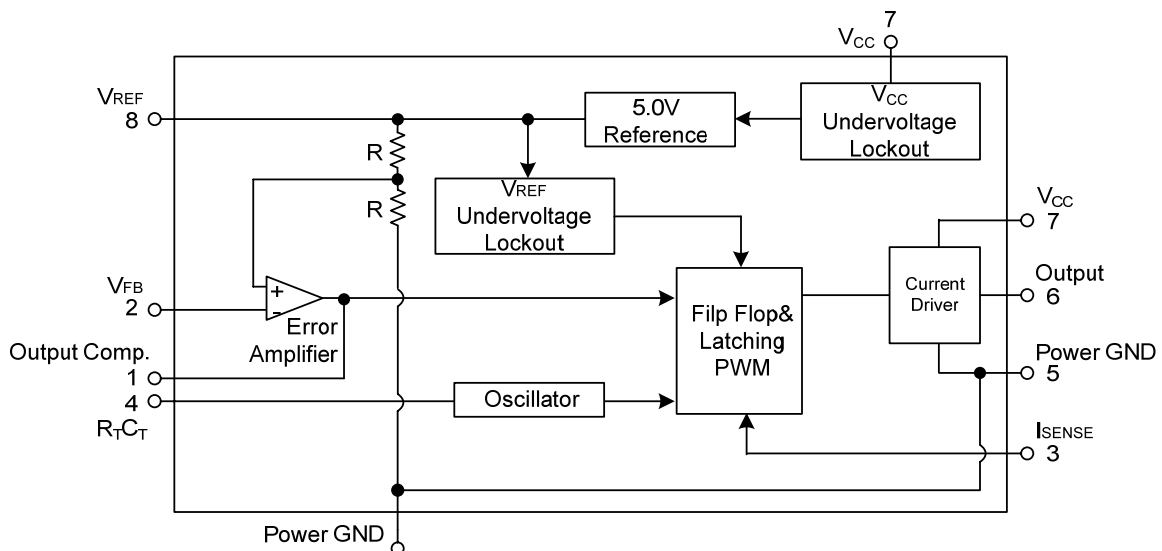 7
VCC
VREF
8
5.0V
Reference
VCC
Undervoltage
Lockout
R
R
VREF
Undervoltage
Lockout
VCC
7
VFB
2
+
-
Error
Amplifier
Filp Flop&
Latching
PWM
Current
Driver
Output
6
Output Comp.
1
Power GND
5
4
RTCT
Oscillator
ISENSE
3
Power GND